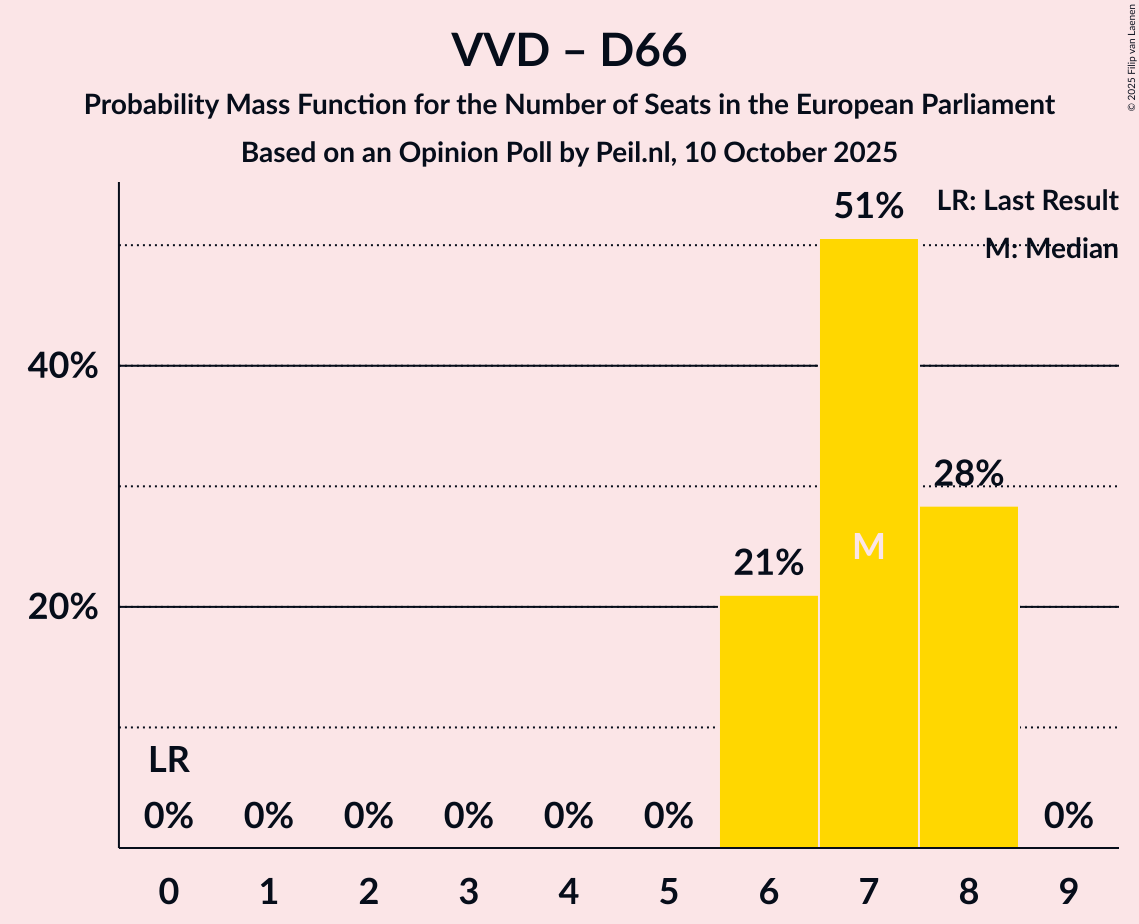 VVD – D66
Probability Mass Function for the Number of Seats in the European Parliament
Based on an Opinion Poll by Peil.nl, 10 October 2025
© 2025 Filip van Laenen
LR: Last Result
M: Median
51%
40%
28%
21%
M
20%
LR
0% 0% 0% 0% 0% 0% 0%
0 1 2 3 4 5 6 7 8 9